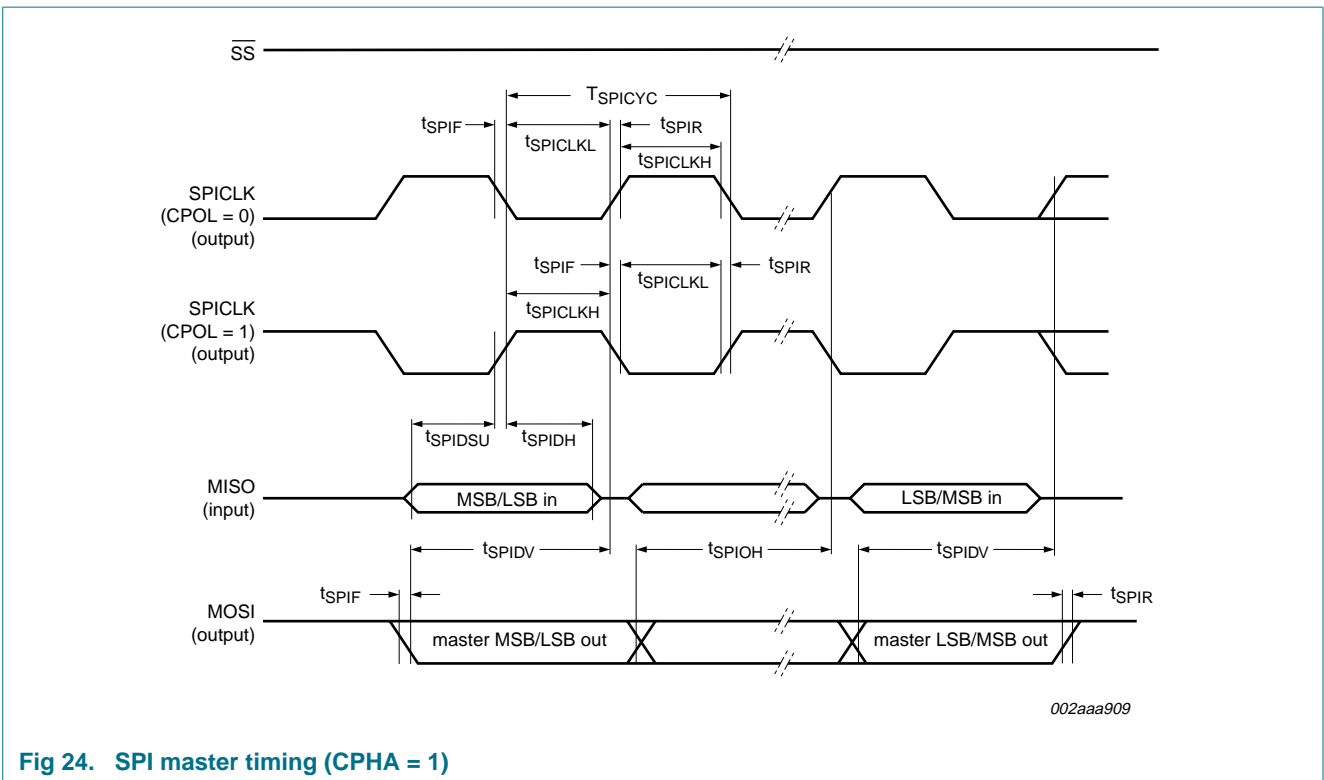 SS
TSPICYC
tSPIF
tSPICLKL
tSPIR
tSPICLKH
SPICLK
(CPOL = 0)
(output)
tSPIF
tSPICLKL
tSPIR
tSPICLKH
SPICLK
(CPOL = 1)
(output)
tSPIDSU
tSPIDH
MISO
(input)
MSB/LSB in
LSB/MSB in
tSPIDV
tSPIOH
tSPIDV
tSPIF
tSPIR
MOSI
(output)
master MSB/LSB out
master LSB/MSB out
002aaa909
Fig 24. SPI master timing (CPHA = 1)